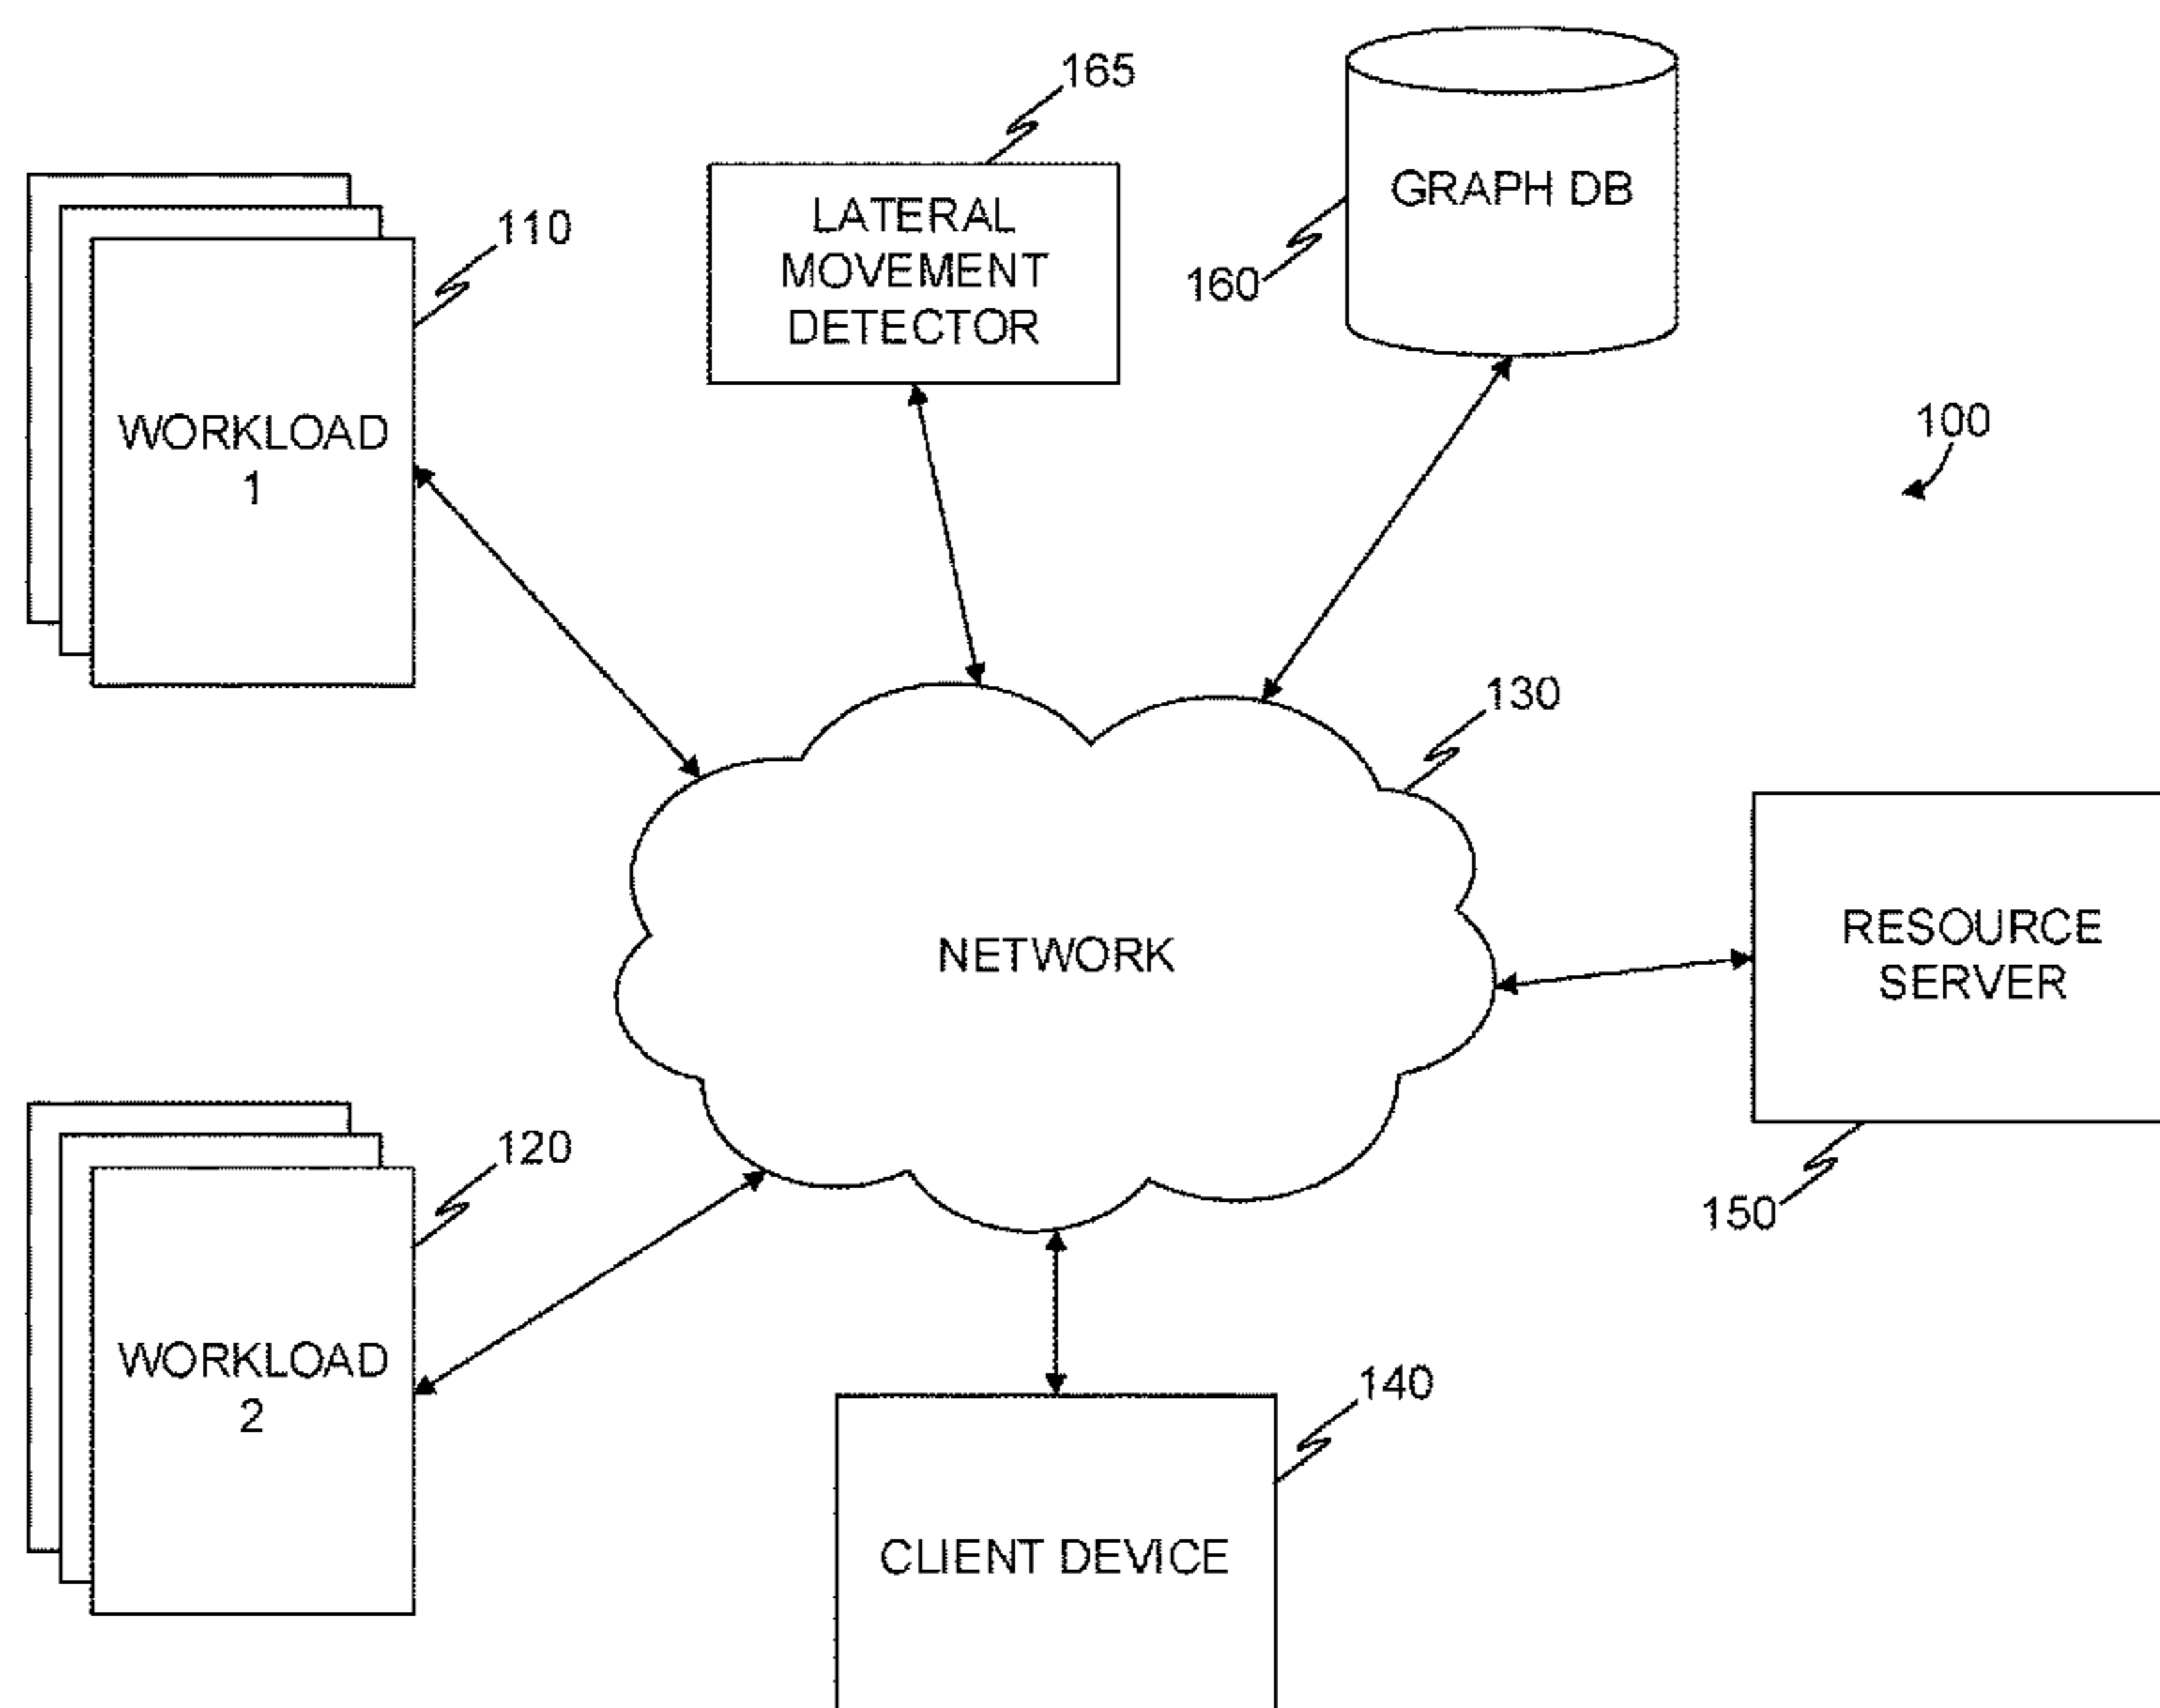 165
LATERAL
MOVEMENT
DETECTOR
GRAPH DB
160
110
WORKLOAD
1
100
130
NETWORK
RESOURCE
SERVER
150
120
WORKLOAD
2
140
CLIENT DEVICE